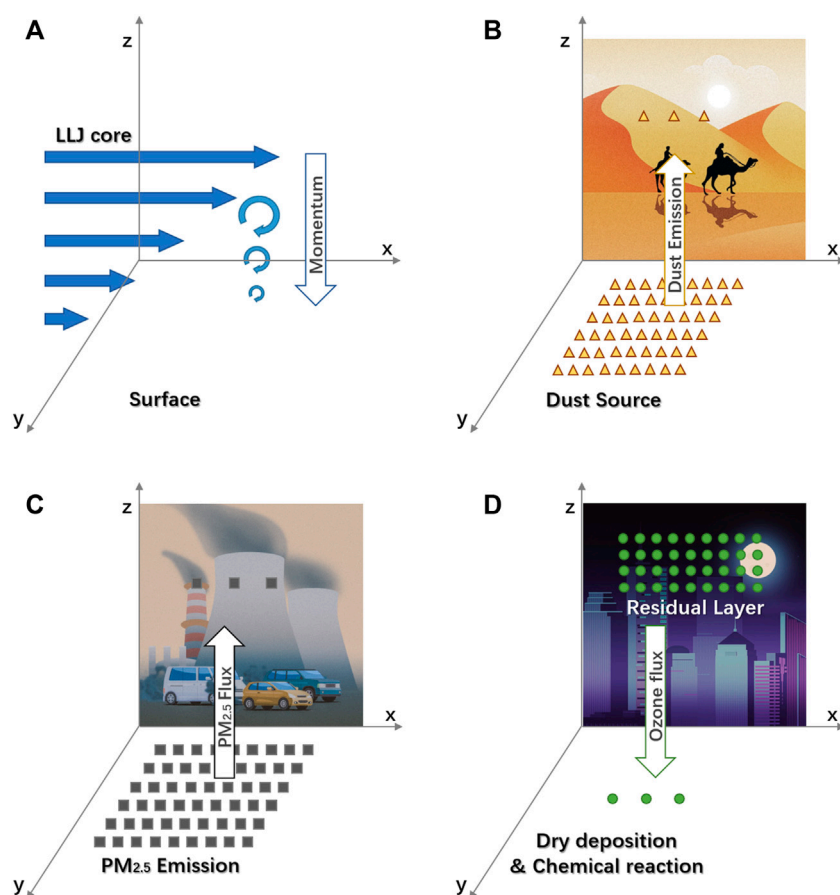 A
z
LLJ core
Momentum
x
Surface
y
B
z
Dust Emission
x
Dust Source
y
C
z
PM2.5 Flux
x
PM2.5 Emission
y
D
z
Residual Layer
Ozone flux
x
Dry deposition
& Chemical reaction
y